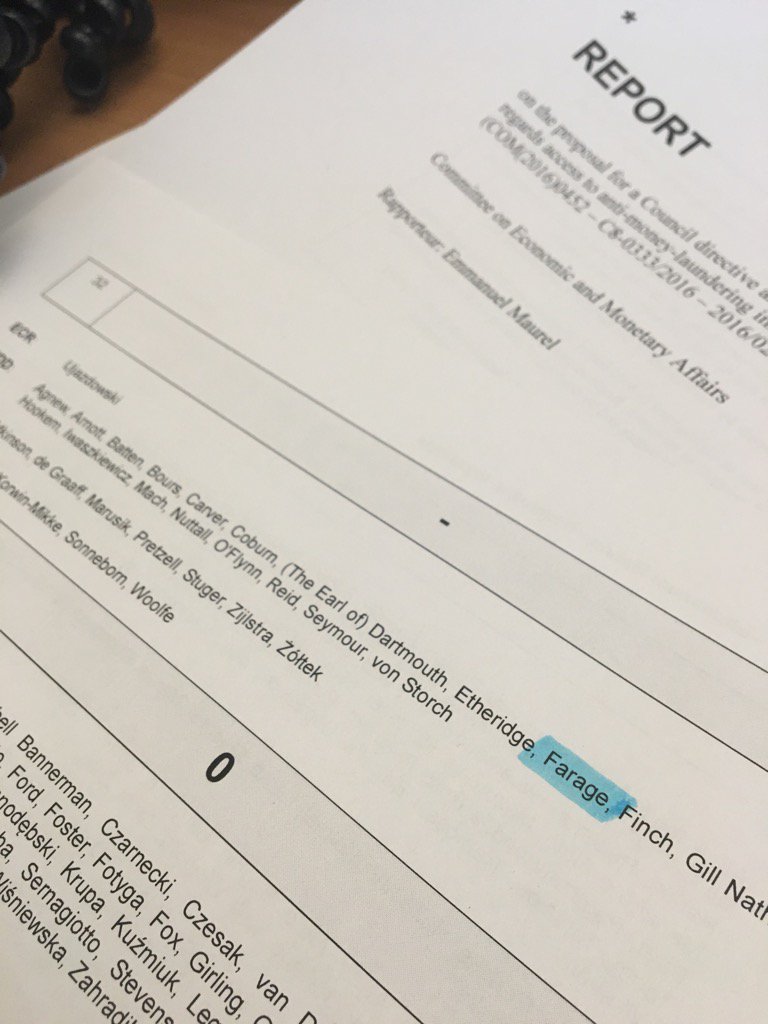 *
REPORT
on the proposal for a Council directive
regards access to anti-money-laundering
(COM(2016)0452 – C8-0333/2016 – 2016/02
Committee on Economic and Monetary Affairs
Rapporteur: Emmanuel Maurel
32
-
ECR Ujazdowski
Agnew, Arnott, Batten, Bours, Carver, Coburn, (The Earl of) Dartmouth, Etheridge, Farage, Finch, Gill Nath
Hookem, Iwaszkiewicz, Mach, Nuttall, O'Flynn, Reid, Seymour, von Storch
de Graaff, Marusik, Pretzell, Stuger, Zijlstra, Żółtek
Korwin-Mikke, Sonneborn, Woolfe
0
Bannerman, Czarnecki, Czesak, van D
Ford, Foster, Fotyga, Fox, Girling,
Krupa, Kuźmiuk,
Sernagiotto, Stevens
Wiśniewska, Zahradil